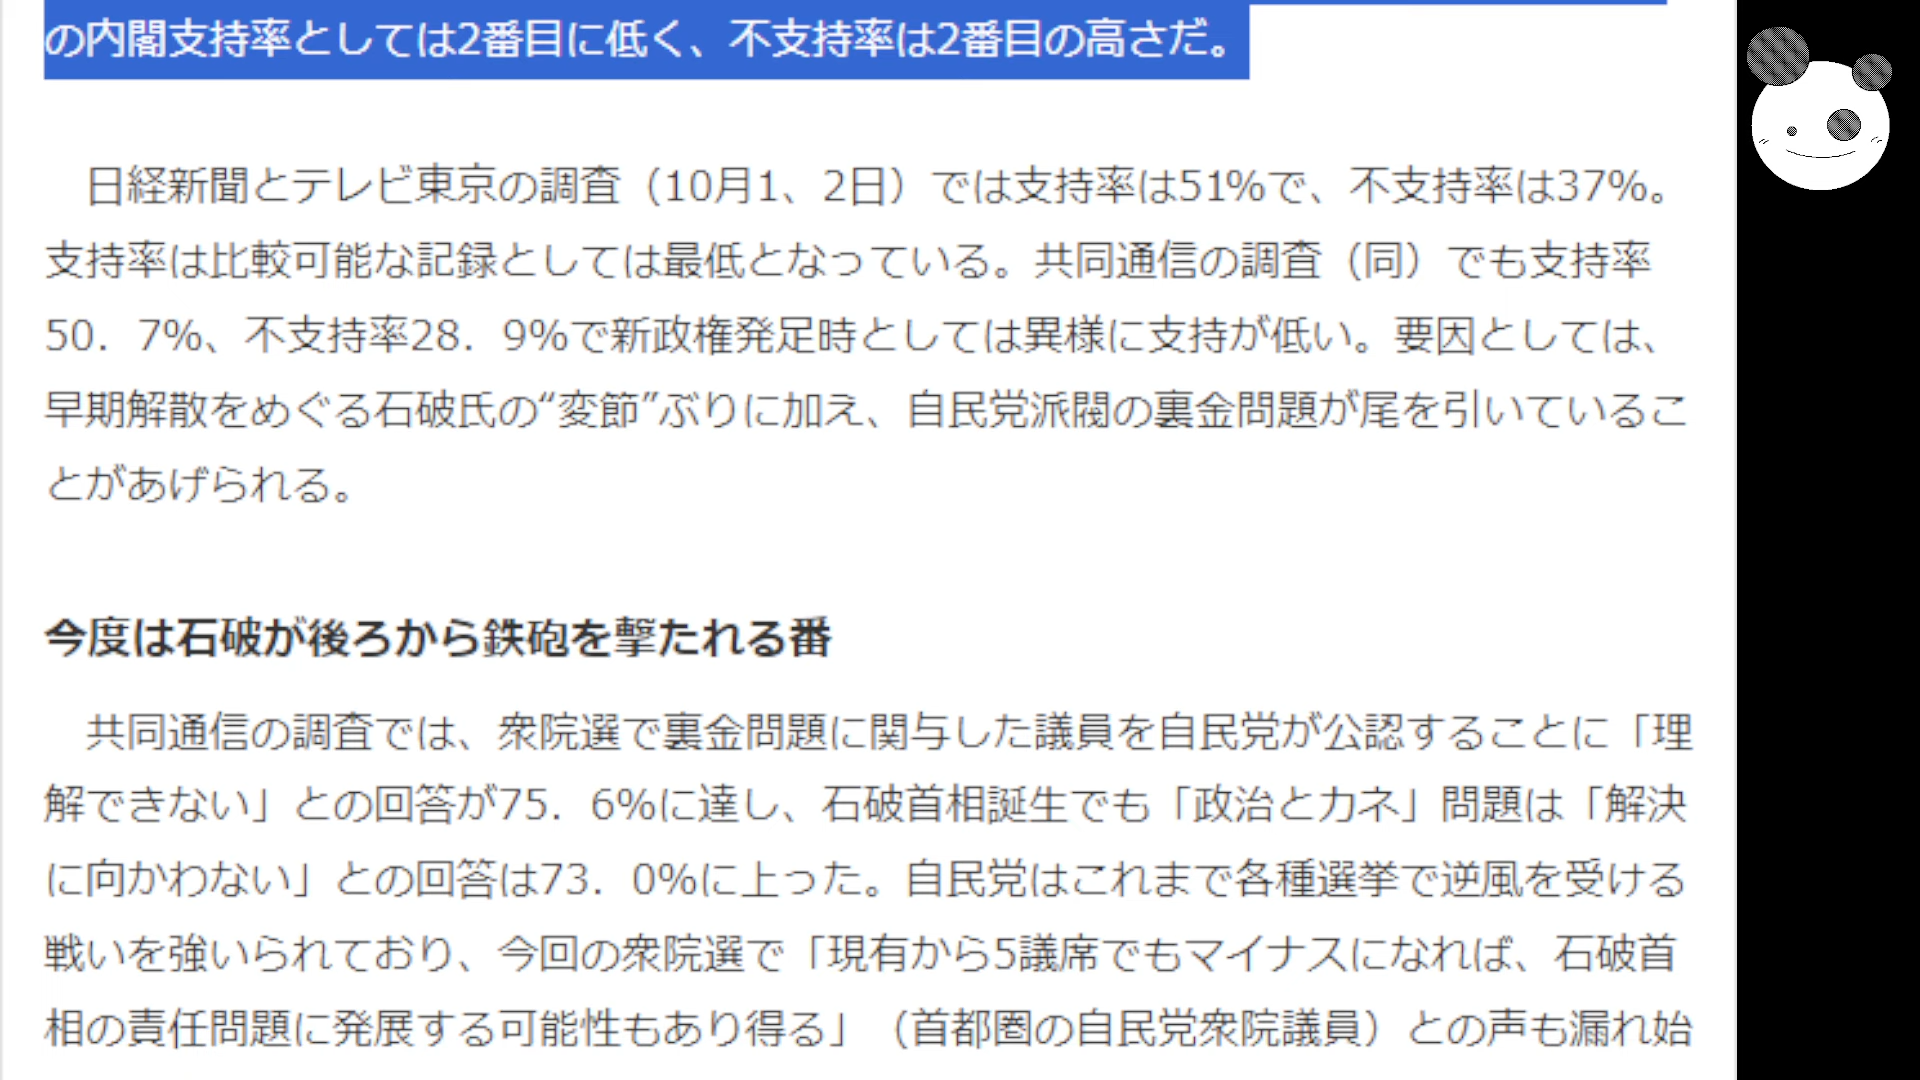 の内閣支持率としては2番目に低く、不支持率は2番目の高さだ。
　日経新聞とテレビ東京の調査（10月1、2日）では支持率は51%で、不支持率は37%。
支持率は比較可能な記録としては最低となっている。共同通信の調査（同）でも支持率
50．7%、不支持率28．9%で新政権発足時としては異様に支持が低い。要因としては、
早期解散をめぐる石破氏の“変節”ぶりに加え、自民党派閥の裏金問題が尾を引いているこ
とがあげられる。
今度は石破が後ろから鉄砲を撃たれる番
　共同通信の調査では、衆院選で裏金問題に関与した議員を自民党が公認することに「理
解できない」との回答が75．6%に達し、石破首相誕生でも「政治とカネ」問題は「解決
に向かわない」との回答は73．0%に上った。自民党はこれまで各種選挙で逆風を受ける
戦いを強いられており、今回の衆院選で「現有から5議席でもマイナスになれば、石破首
相の責任問題に発展する可能性もあり得る」（首都圏の自民党衆院議員）との声も漏れ始